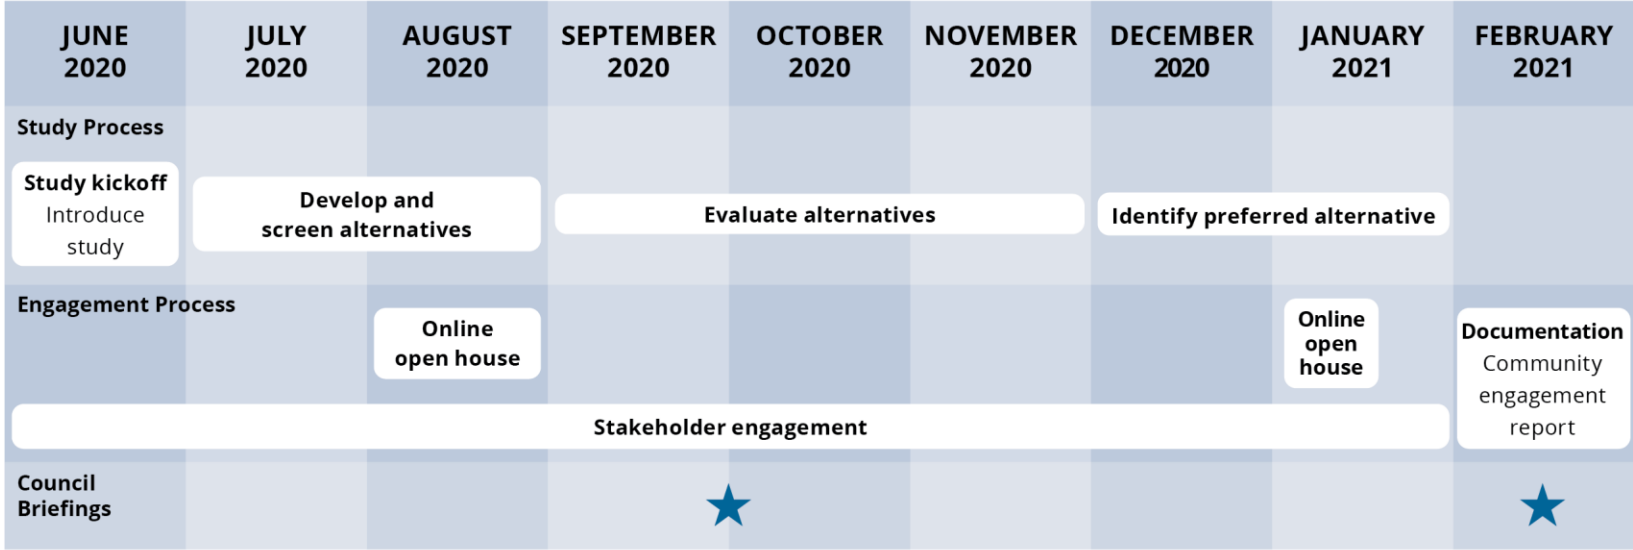 JUNE
2020
JULY
2020
AUGUST
2020
SEPTEMBER
2020
OCTOBER
2020
NOVEMBER
2020
DECEMBER
2020
JANUARY
2021
FEBRUARY
2021
Study Process
Study kickoff
Introduce
study
Develop and
screen alternatives
Evaluate alternatives
Identify preferred alternative
Engagement Process
Online
open house
Online
open
house
Documentation
Community
engagement
report
Stakeholder engagement
Council
Briefings